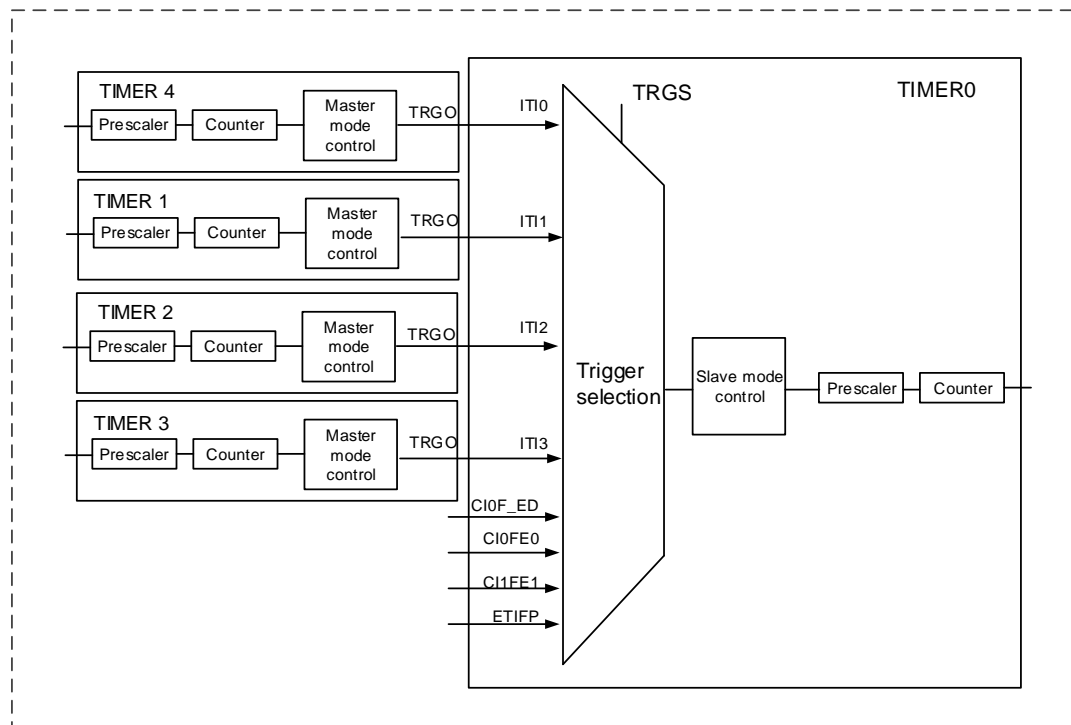 TIMER 4
Prescaler
Counter
Master
mode
control
TRGO
ITI0
TRGS
TIMER0
TIMER 1
Prescaler
Counter
Master
mode
control
TRGO
ITI1
TIMER 2
Prescaler
Counter
Master
mode
control
TRGO
ITI2
Trigger
selection
Slave mode
control
Prescaler
Counter
TIMER 3
Prescaler
Counter
Master
mode
control
TRGO
ITI3
CI0F_ED
CI0FE0
CI1FE1
ETIFP